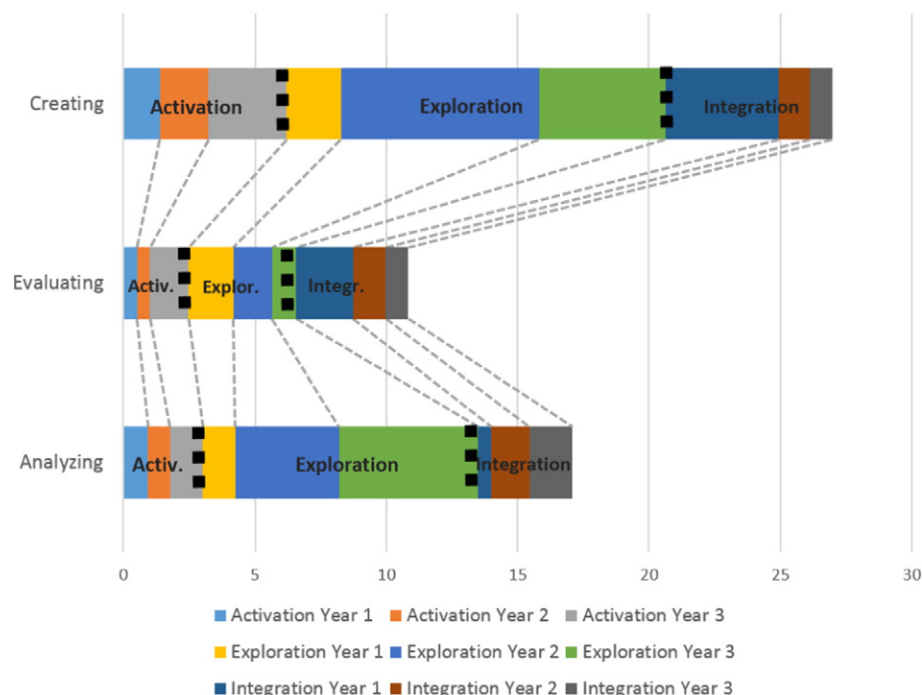 Creating
Activation
Exploration
Integration
Evaluating
Activ.
Explor.
Integr.
Analyzing
Activ.
Exploration
Integration
0 5 10 15 20 25 30
Activation Year 1 Activation Year 2 Activation Year 3
Exploration Year 1 Exploration Year 2 Exploration Year 3
Integration Year 1 Integration Year 2 Integration Year 3